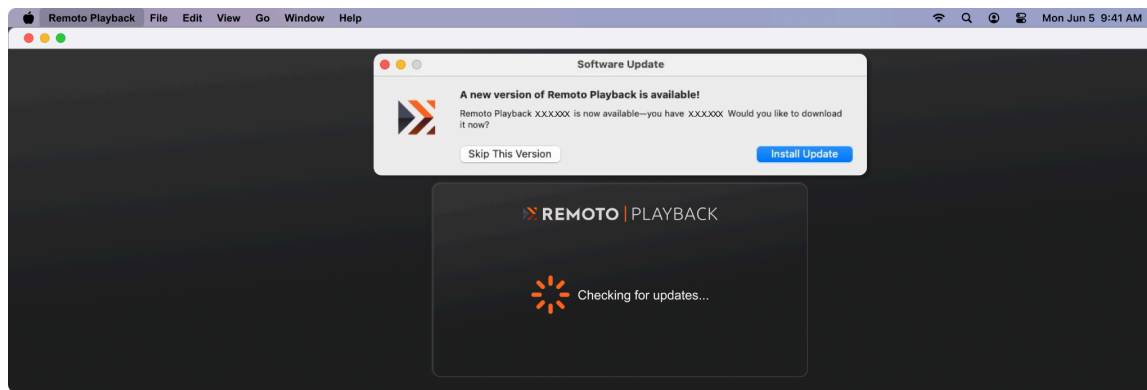 Remoto Playback File Edit View Go Window Help Mon Jun 5 9:41 AM
Software Update
A new version of Remoto Playback is available!
Remoto Playback X.X.XXX is now available—you have X.X.XXX Would you like to download
it now?
Skip This Version Install Update
REMOTO | PLAYBACK
Checking for updates...